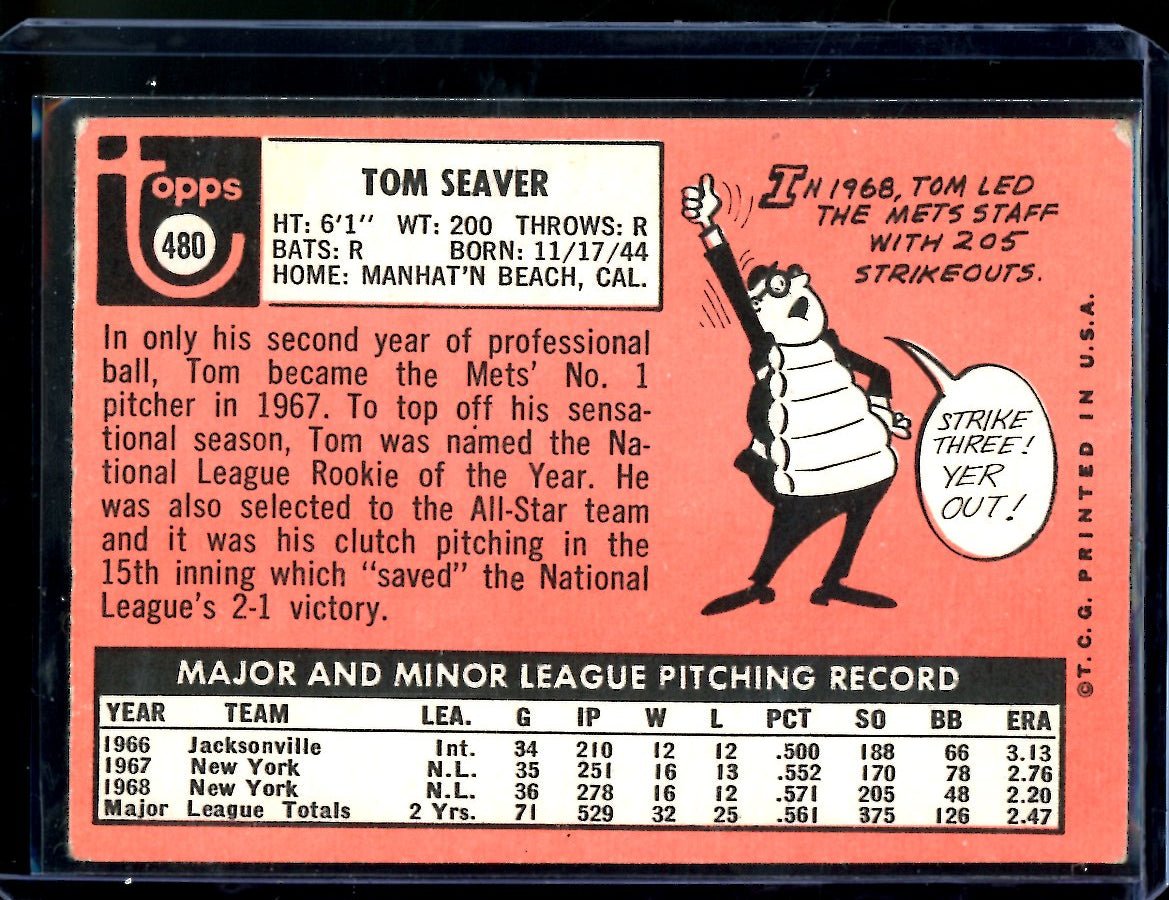 Topps
480
TOM SEAVER
HT: 6'1" WT: 200 THROWS: R
BATS: R BORN: 11/17/44
HOME: MANHAT'N BEACH, CAL.
In only his second year of professional
ball, Tom became the Mets' No. 1
pitcher in 1967. To top off his sensa-
tional season, Tom was named the Na-
tional League Rookie of the Year. He
was also selected to the All-Star team
and it was his clutch pitching in the
15th inning which "saved" the National
League's 2-1 victory.
IN 1968, TOM LED
THE METS STAFF
WITH 205
STRIKEOUTS.
STRIKE
THREE!
YER
OUT!
©T.C.G. PRINTED IN U.S.A.
MAJOR AND MINOR LEAGUE PITCHING RECORD
YEAR TEAM LEA. G IP W L PCT SO BB ERA
1966 Jacksonville Int. 34 210 12 12 .500 188 66 3.13
1967 New York N.L. 35 251 16 13 .552 170 78 2.76
1968 New York N.L. 36 278 16 12 .571 205 48 2.20
Major League Totals 2 Yrs. 71 529 32 25 .561 375 126 2.47